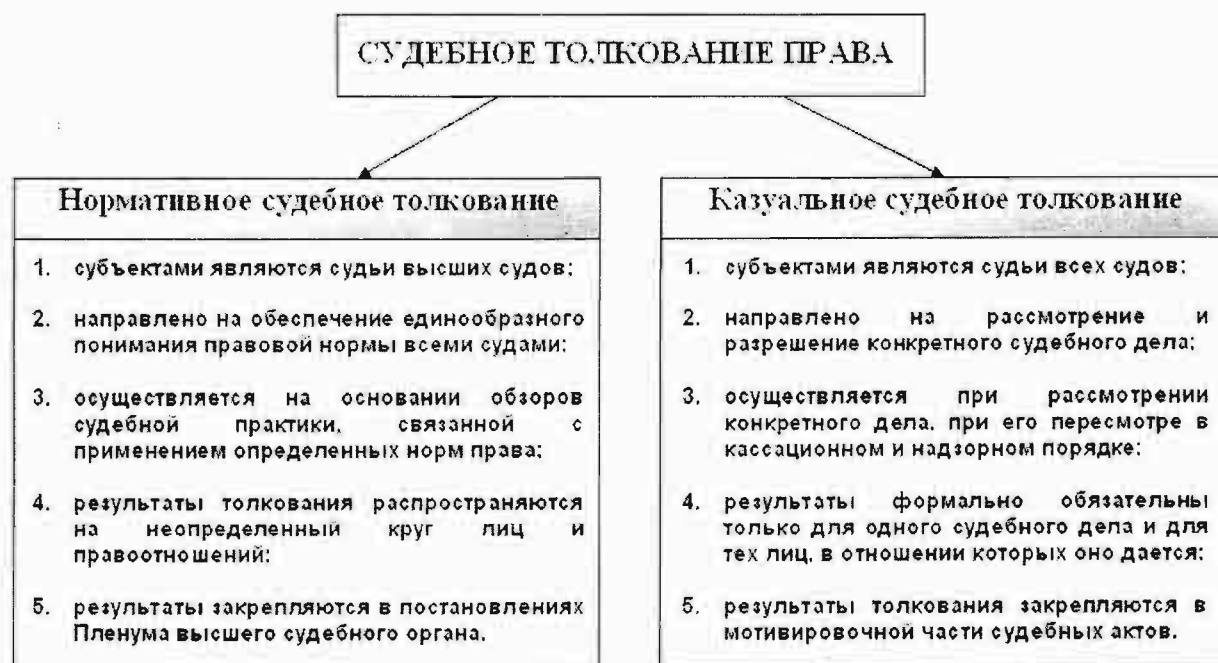 СУДЕБНОЕ ТОЛКОВАНИЕ ПРАВА
Нормативное судебное толкование
1. субъектами являются судьи высших судов;
2. направлено на обеспечение единообразного
понимания правовой нормы всеми судами;
3. осуществляется на основании обзоров
судебной практики, связанной с
применением определенных норм права;
4. результаты толкования распространяются
на неопределенный круг лиц и
правоотношений;
5. результаты закрепляются в постановлениях
Пленума высшего судебного органа.
Казуальное судебное толкование
1. субъектами являются судьи всех судов;
2. направлено на рассмотрение и
разрешение конкретного судебного дела;
3. осуществляется при рассмотрении
конкретного дела, при его пересмотре в
кассационном и надзорном порядке;
4. результаты формально обязательны
только для одного судебного дела и для
тех лиц, в отношении которых оно дается;
5. результаты толкования закрепляются в
мотивировочной части судебных актов.